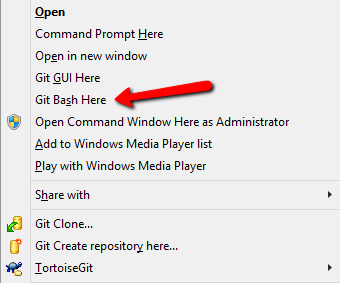 Open
Command Prompt Here
Open in new window
Git GUI Here
Git Bash Here
Open Command Window Here as Administrator
Add to Windows Media Player list
Play with Windows Media Player
Share with
Git Clone...
Git Create repository here...
TortoiseGit